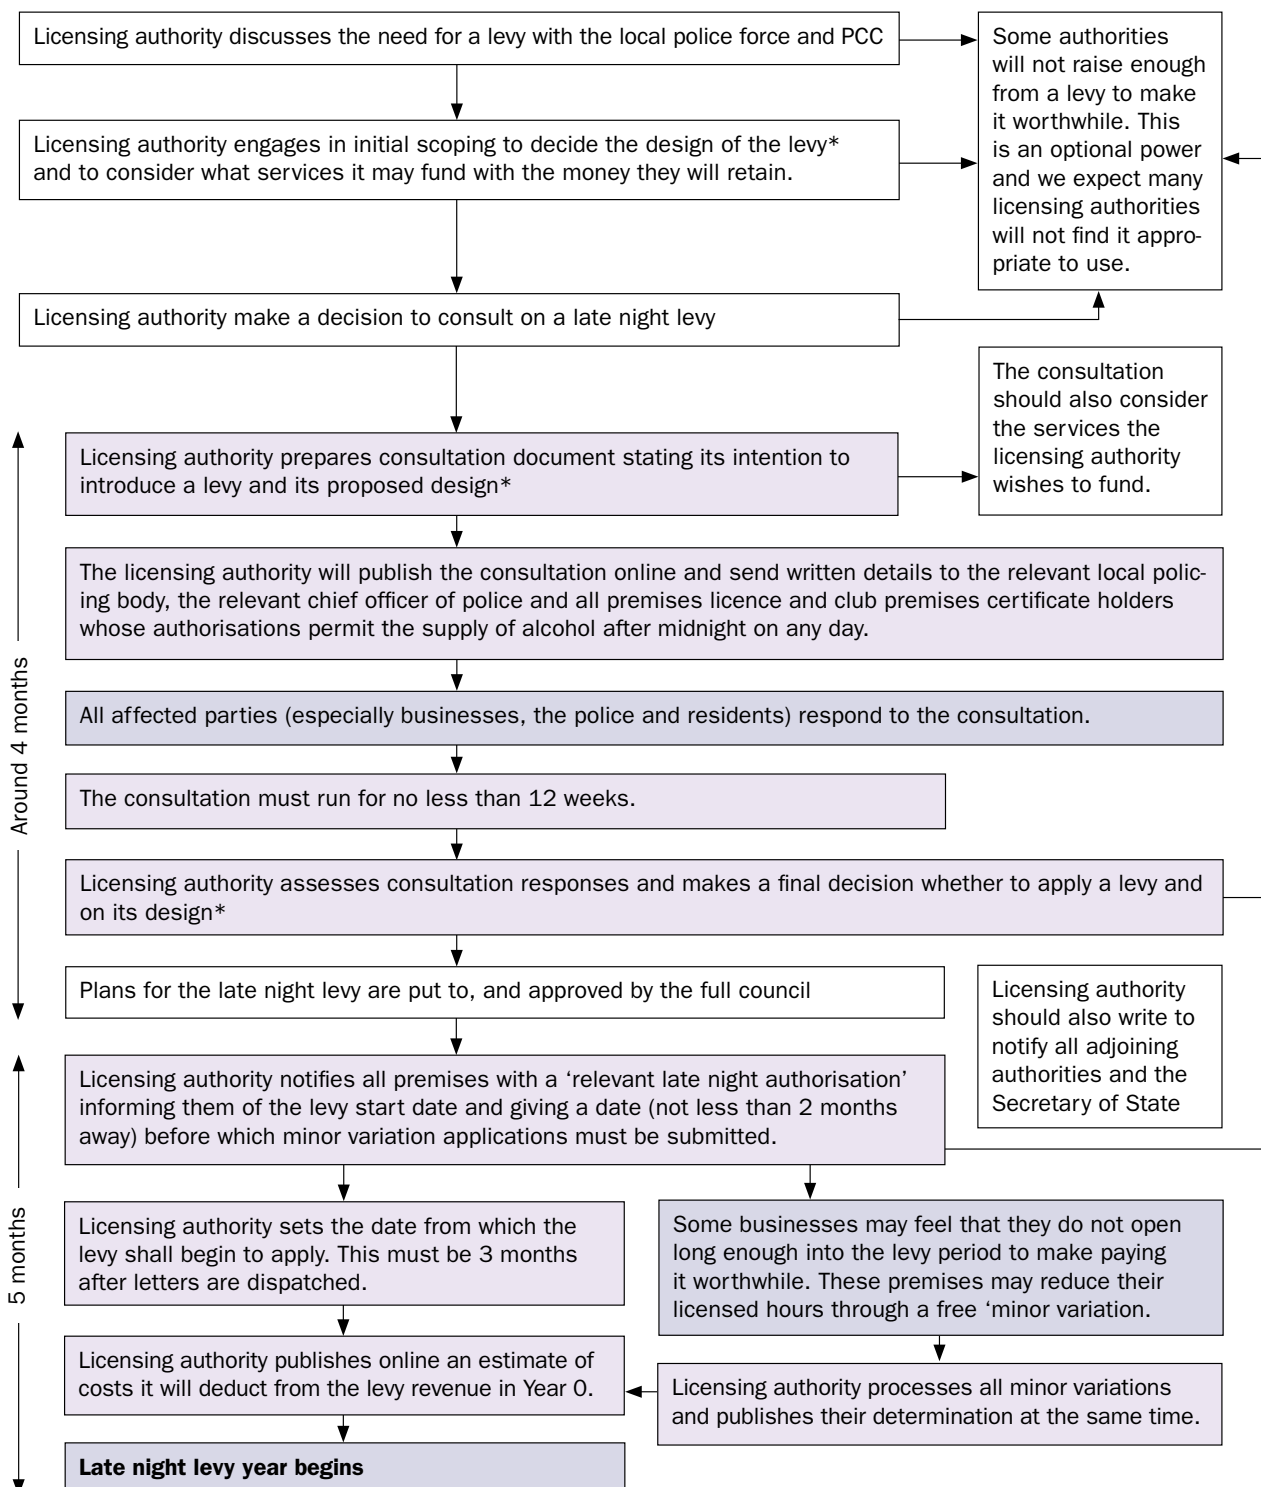 Licensing authority discusses the need for a levy with the local police force and PCC
Some authorities
will not raise enough
from a levy to make
it worthwhile. This
is an optional power
and we expect many
licensing authorities
will not find it appro-
priate to use.
Licensing authority engages in initial scoping to decide the design of the levy*
and to consider what services it may fund with the money they will retain.
Licensing authority make a decision to consult on a late night levy
The consultation
should also consider
the services the
licensing authority
wishes to fund.
Around 4 months
Licensing authority prepares consultation document stating its intention to
introduce a levy and its proposed design*
The licensing authority will publish the consultation online and send written details to the relevant local polic-
ing body, the relevant chief officer of police and all premises licence and club premises certificate holders
whose authorisations permit the supply of alcohol after midnight on any day.
All affected parties (especially businesses, the police and residents) respond to the consultation.
The consultation must run for no less than 12 weeks.
Licensing authority assesses consultation responses and makes a final decision whether to apply a levy and
on its design*
Plans for the late night levy are put to, and approved by the full council
Licensing authority
should also write to
notify all adjoining
authorities and the
Secretary of State
5 months
Licensing authority notifies all premises with a ‘relevant late night authorisation’
informing them of the levy start date and giving a date (not less than 2 months
away) before which minor variation applications must be submitted.
Licensing authority sets the date from which the
levy shall begin to apply. This must be 3 months
after letters are dispatched.
Some businesses may feel that they do not open
long enough into the levy period to make paying
it worthwhile. These premises may reduce their
licensed hours through a free ‘minor variation.
Licensing authority publishes online an estimate of
costs it will deduct from the levy revenue in Year 0.
Licensing authority processes all minor variations
and publishes their determination at the same time.
Late night levy year begins